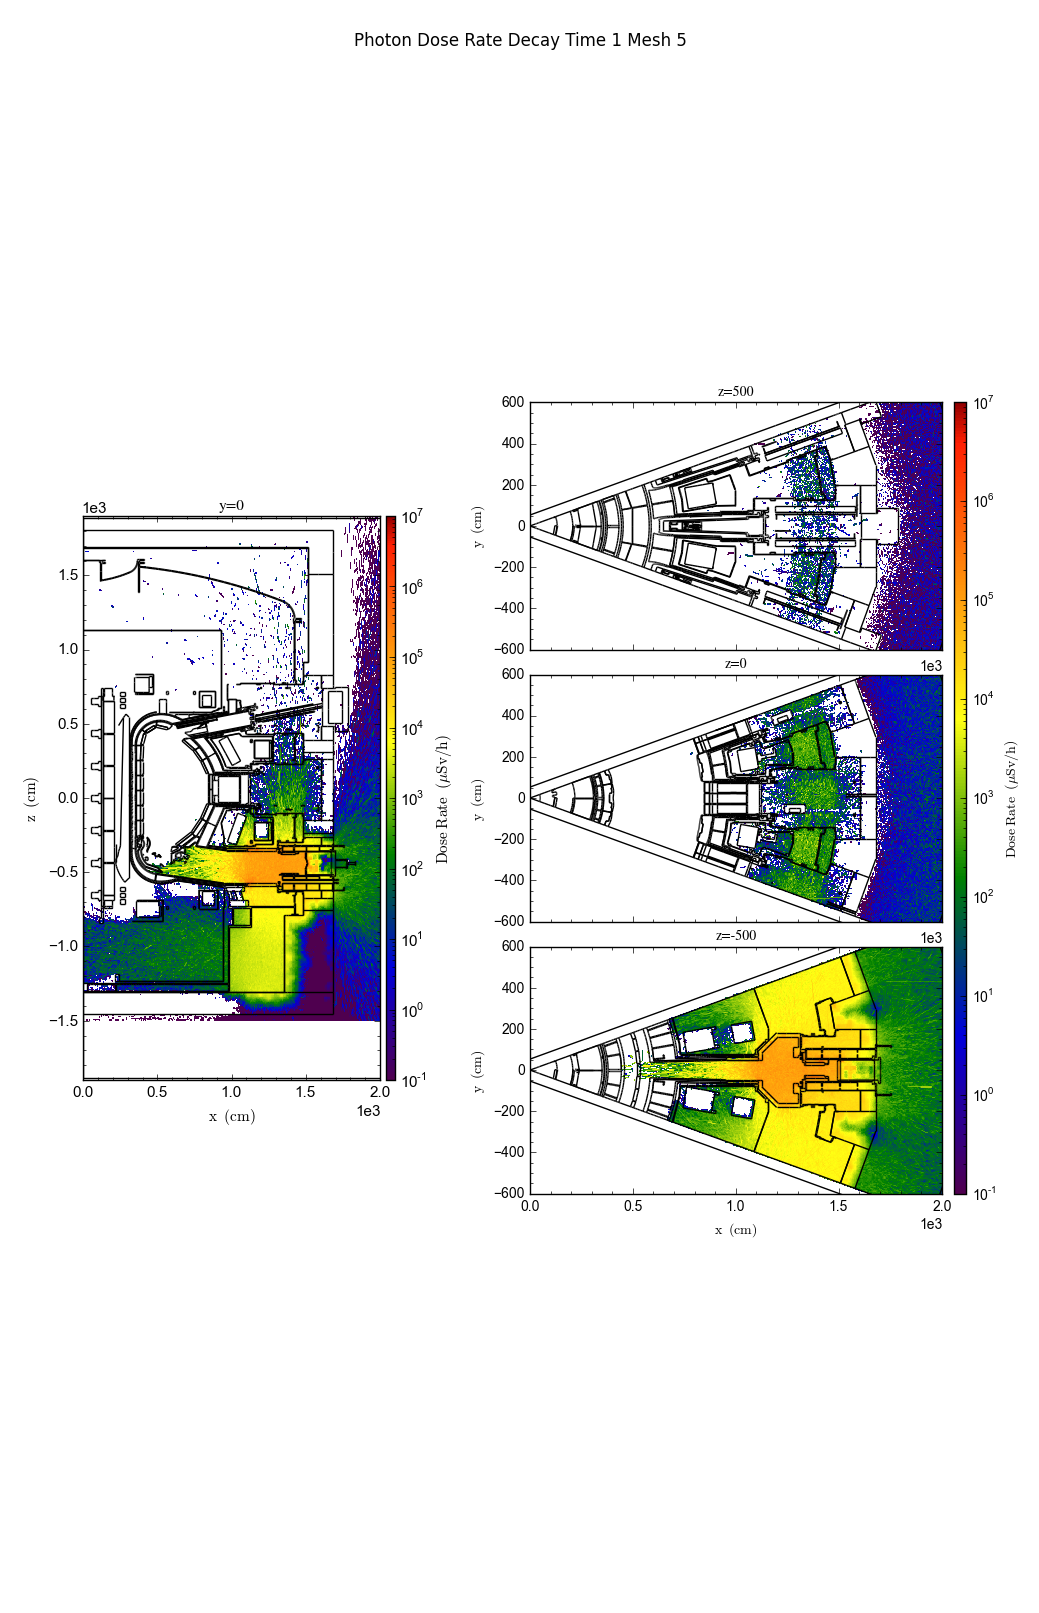 Photon Dose Rate Decay Time 1 Mesh 5
y=0
1e3
1.5
1.0
0.5
0.0
−0.5
−1.0
−1.5
z (cm)
0.0 0.5 1.0 1.5 2.0
1e3
x (cm)
10^7
10^6
10^5
10^4
10^3
10^2
10^1
10^0
10^-1
Dose Rate (μSv/h)
z=500
600
400
200
0
−200
−400
−600
y (cm)
1e3
z=0
600
400
200
0
−200
−400
−600
y (cm)
1e3
z=-500
600
400
200
0
−200
−400
−600
y (cm)
0.0 0.5 1.0 1.5 2.0
1e3
x (cm)
10^7
10^6
10^5
10^4
10^3
10^2
10^1
10^0
10^-1
Dose Rate (μSv/h)